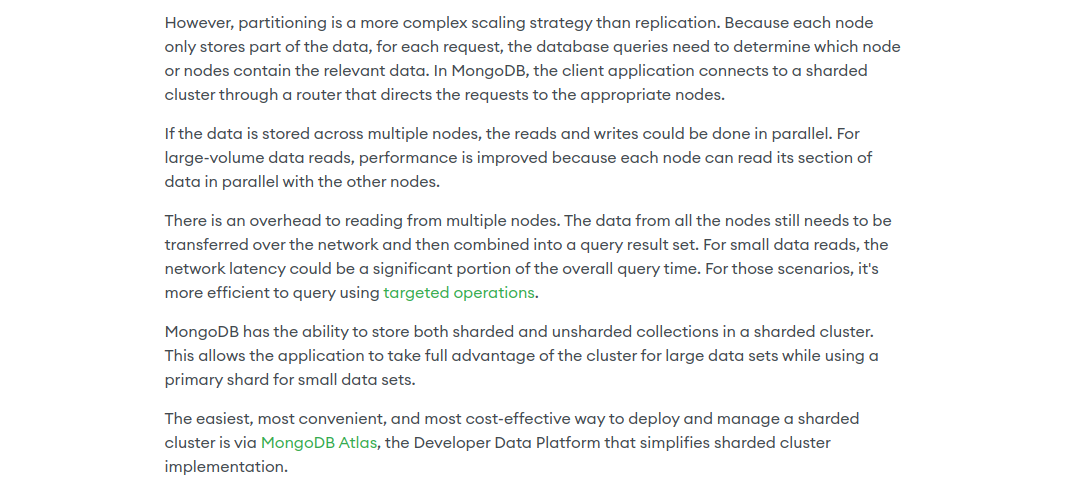 However, partitioning is a more complex scaling strategy than replication. Because each node
only stores part of the data, for each request, the database queries need to determine which node
or nodes contain the relevant data. In MongoDB, the client application connects to a sharded
cluster through a router that directs the requests to the appropriate nodes.
If the data is stored across multiple nodes, the reads and writes could be done in parallel. For
large-volume data reads, performance is improved because each node can read its section of
data in parallel with the other nodes.
There is an overhead to reading from multiple nodes. The data from all the nodes still needs to be
transferred over the network and then combined into a query result set. For small data reads, the
network latency could be a significant portion of the overall query time. For those scenarios, it's
more efficient to query using targeted operations.
MongoDB has the ability to store both sharded and unsharded collections in a sharded cluster.
This allows the application to take full advantage of the cluster for large data sets while using a
primary shard for small data sets.
The easiest, most convenient, and most cost-effective way to deploy and manage a sharded
cluster is via MongoDB Atlas, the Developer Data Platform that simplifies sharded cluster
implementation.